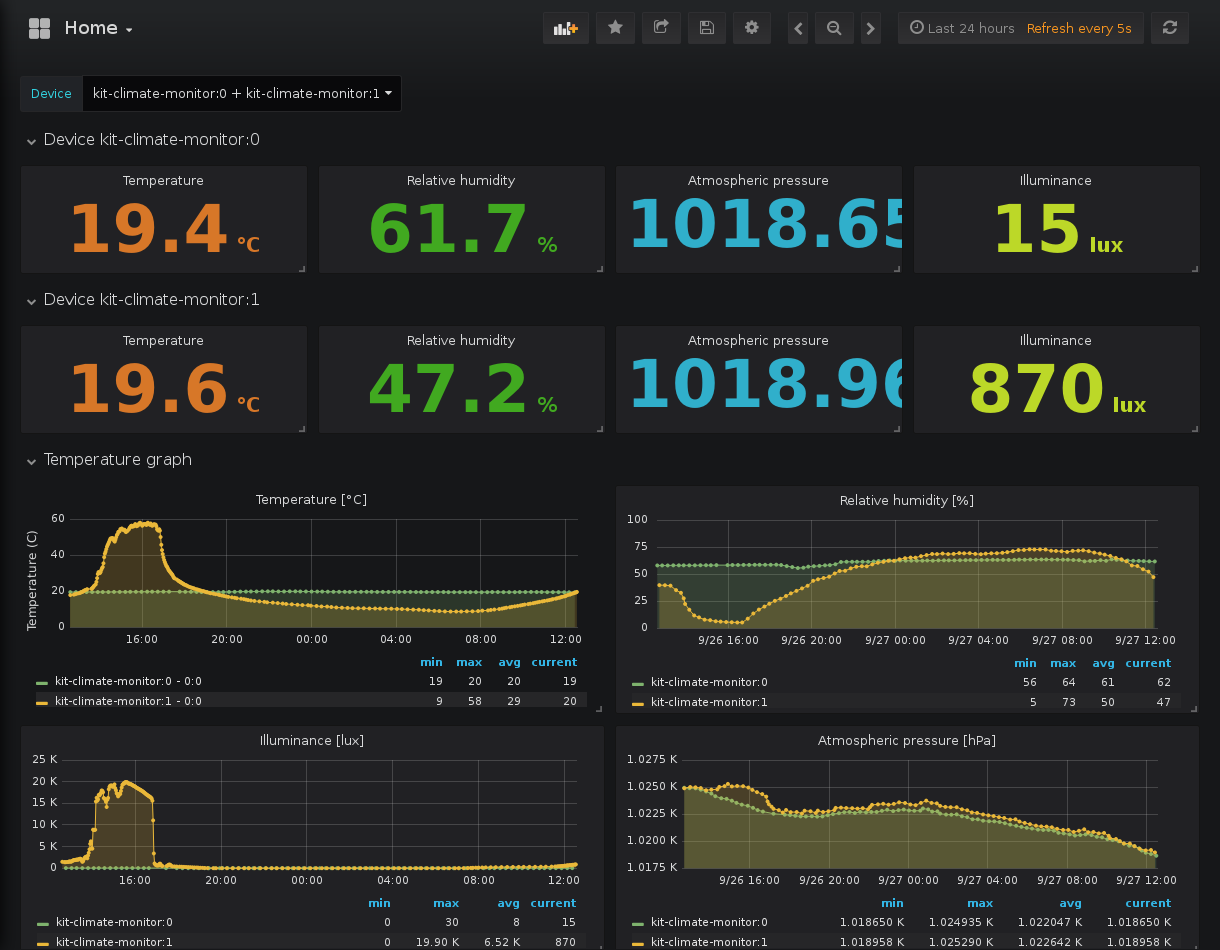 Home
Last 24 hours Refresh every 5s
Device kit-climate-monitor:0 + kit-climate-monitor:1
Device kit-climate-monitor:0
Temperature Relative humidity Atmospheric pressure Illuminance
19.4 °C 61.7 % 1018.65 15 lux
Device kit-climate-monitor:1
Temperature Relative humidity Atmospheric pressure Illuminance
19.6 °C 47.2 % 1018.96 870 lux
Temperature graph
Temperature [°C]
Temperature (C)
60
40
20
0
16:00 20:00 00:00 04:00 08:00 12:00
min max avg current
kit-climate-monitor:0 - 0:0 19 20 20 19
kit-climate-monitor:1 - 0:0 9 58 29 20
Relative humidity [%]
100
75
50
25
0
9/26 16:00 9/26 20:00 9/27 00:00 9/27 04:00 9/27 08:00 9/27 12:00
min max avg current
kit-climate-monitor:0 56 64 61 62
kit-climate-monitor:1 5 73 50 47
Illuminance [lux]
25 K
20 K
15 K
10 K
5 K
0
16:00 20:00 00:00 04:00 08:00 12:00
min max avg current
kit-climate-monitor:0 0 30 8 15
kit-climate-monitor:1 0 19.90 K 6.52 K 870
Atmospheric pressure [hPa]
1.0275 K
1.0250 K
1.0225 K
1.0200 K
1.0175 K
9/26 16:00 9/26 20:00 9/27 00:00 9/27 04:00 9/27 08:00 9/27 12:00
min max avg current
kit-climate-monitor:0 1.018650 K 1.024935 K 1.022047 K 1.018650 K
kit-climate-monitor:1 1.018958 K 1.025290 K 1.022642 K 1.018958 K